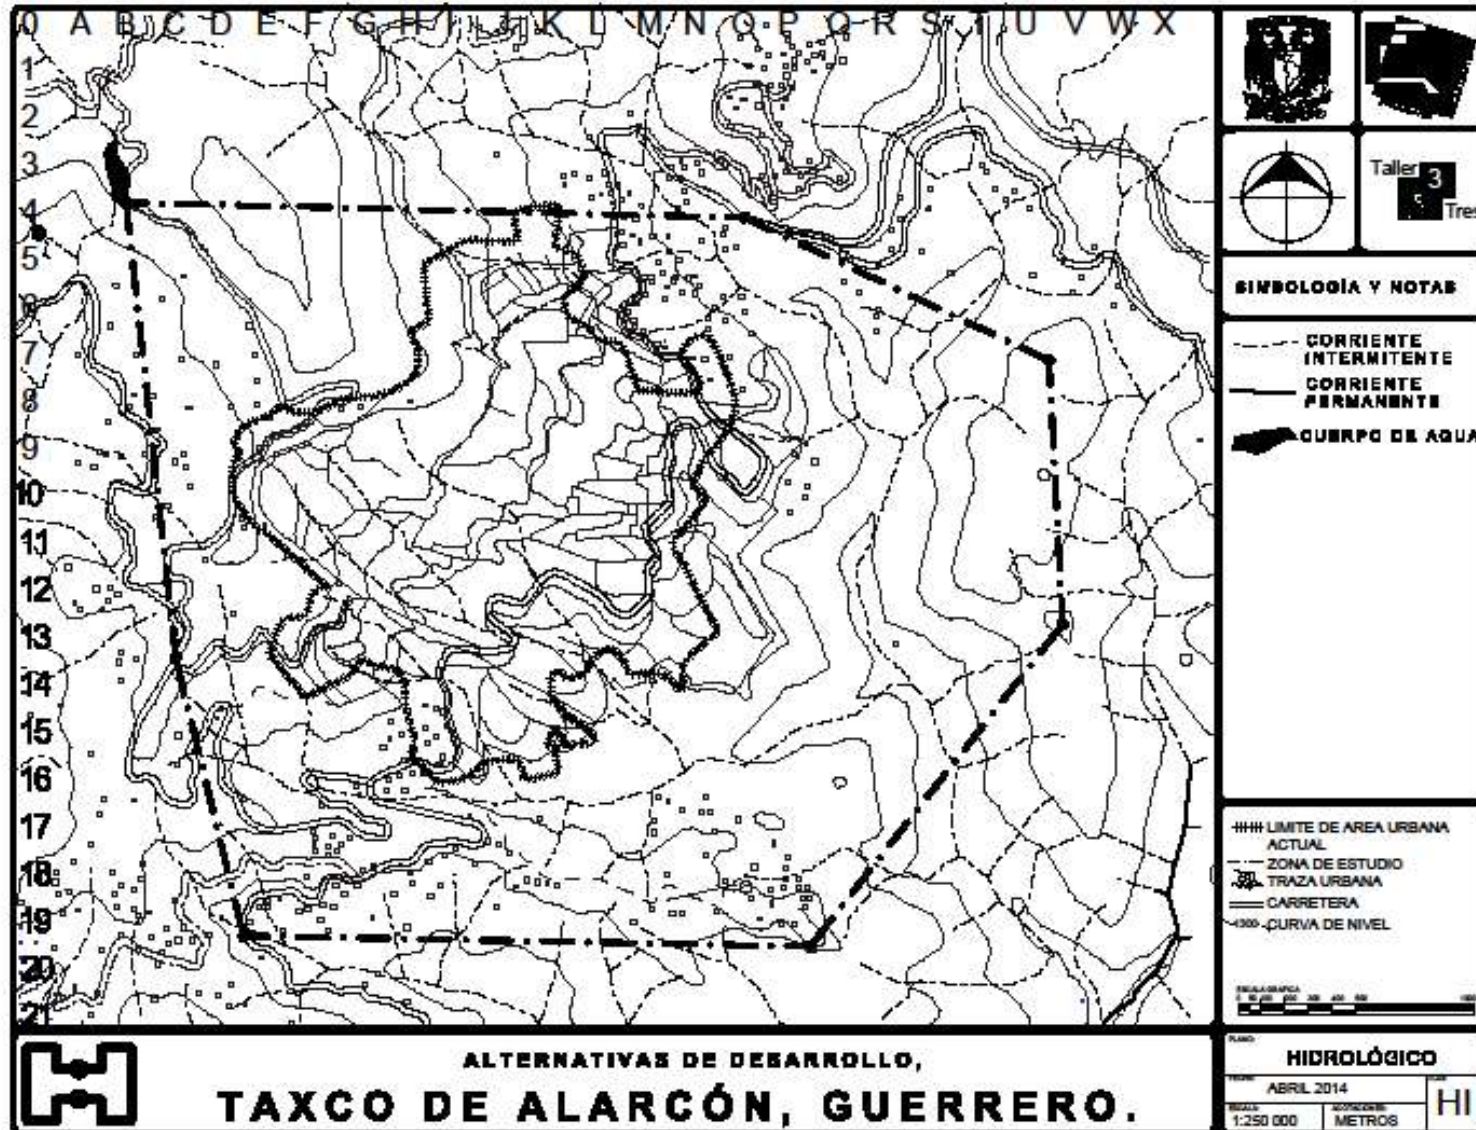 O A B C D E F G H I J K L M N O P Q R S T U V W X
1
2
3
4
5
6
7
8
9
10
11
12
13
14
15
16
17
18
19
20
21
Taller 3
Tres
SIMBOLOGÍA Y NOTAS
CORRIENTE
INTERMITENTE
CORRIENTE
PERMANENTE
CUERPO DE AGUA
LIMITE DE AREA URBANA
ACTUAL
ZONA DE ESTUDIO
TRAZA URBANA
CARRETERA
CURVA DE NIVEL
ESCALA GRAFICA
ALTERNATIVAS DE DESARROLLO,
TAXCO DE ALARCÓN, GUERRERO.
PLANO:
HIDROLÓGICO
ABRIL 2014
HI
1:250 000
METROS